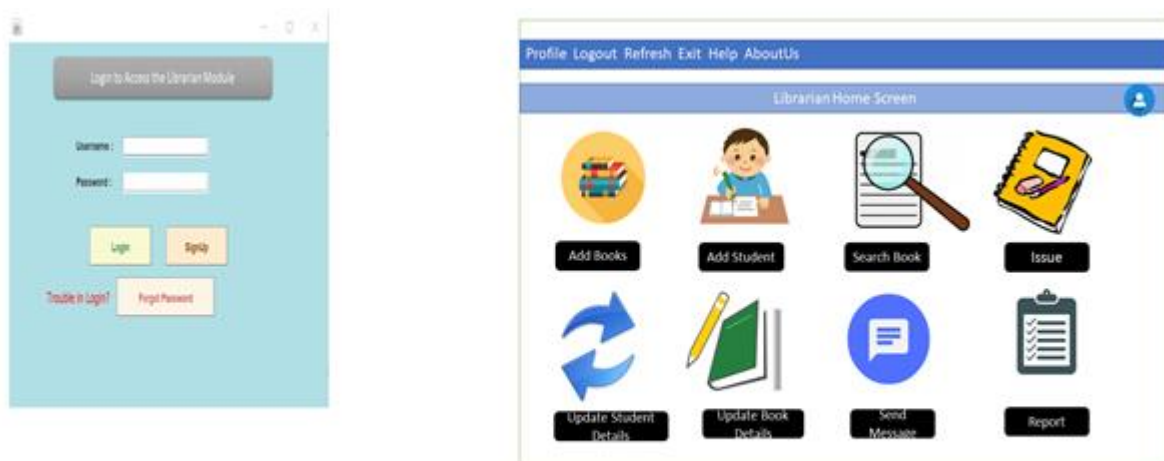 Login to Access the Librarian Module
Username :
Password :
Login SignUp
Trouble in Login? Forgot Password
Profile Logout Refresh Exit Help AboutUs
Librarian Home Screen
Add Books Add Student Search Book Issue
Update Student Details
Update Book Details
Send Message
Report